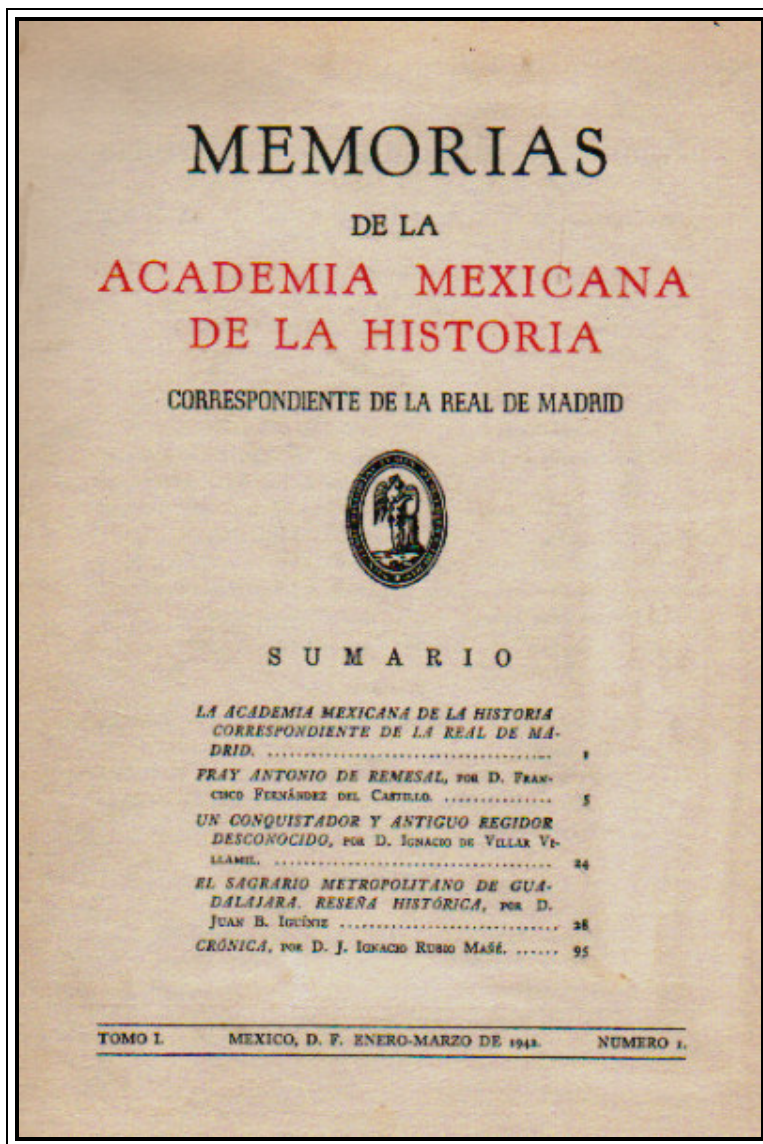 MEMORIAS
DE LA
ACADEMIA MEXICANA
DE LA HISTORIA
CORRESPONDIENTE DE LA REAL DE MADRID
SUMARIO
LA ACADEMIA MEXICANA DE LA HISTORIA
CORRESPONDIENTE DE LA REAL DE MA-
DRID. ....................................... 1
FRAY ANTONIO DE REMESAL, POR D. FRAN-
CISCO FERNÁNDEZ DEL CASTILLO. ............... 5
UN CONQUISTADOR Y ANTIGUO REGIDOR
DESCONOCIDO, POR D. IGNACIO DE VILLAR VI-
LLAMIL. ...................................... 24
EL SAGRARIO METROPOLITANO DE GUA-
DALAJARA. RESEÑA HISTÓRICA, POR D.
JUAN B. IGUÍNIZ .............................. 28
CRÓNICA, POR D. J. IGNACIO RUBIO MAÑÉ. ...... 95
TOMO I. MEXICO, D. F. ENERO-MARZO DE 1942. NUMERO 1.